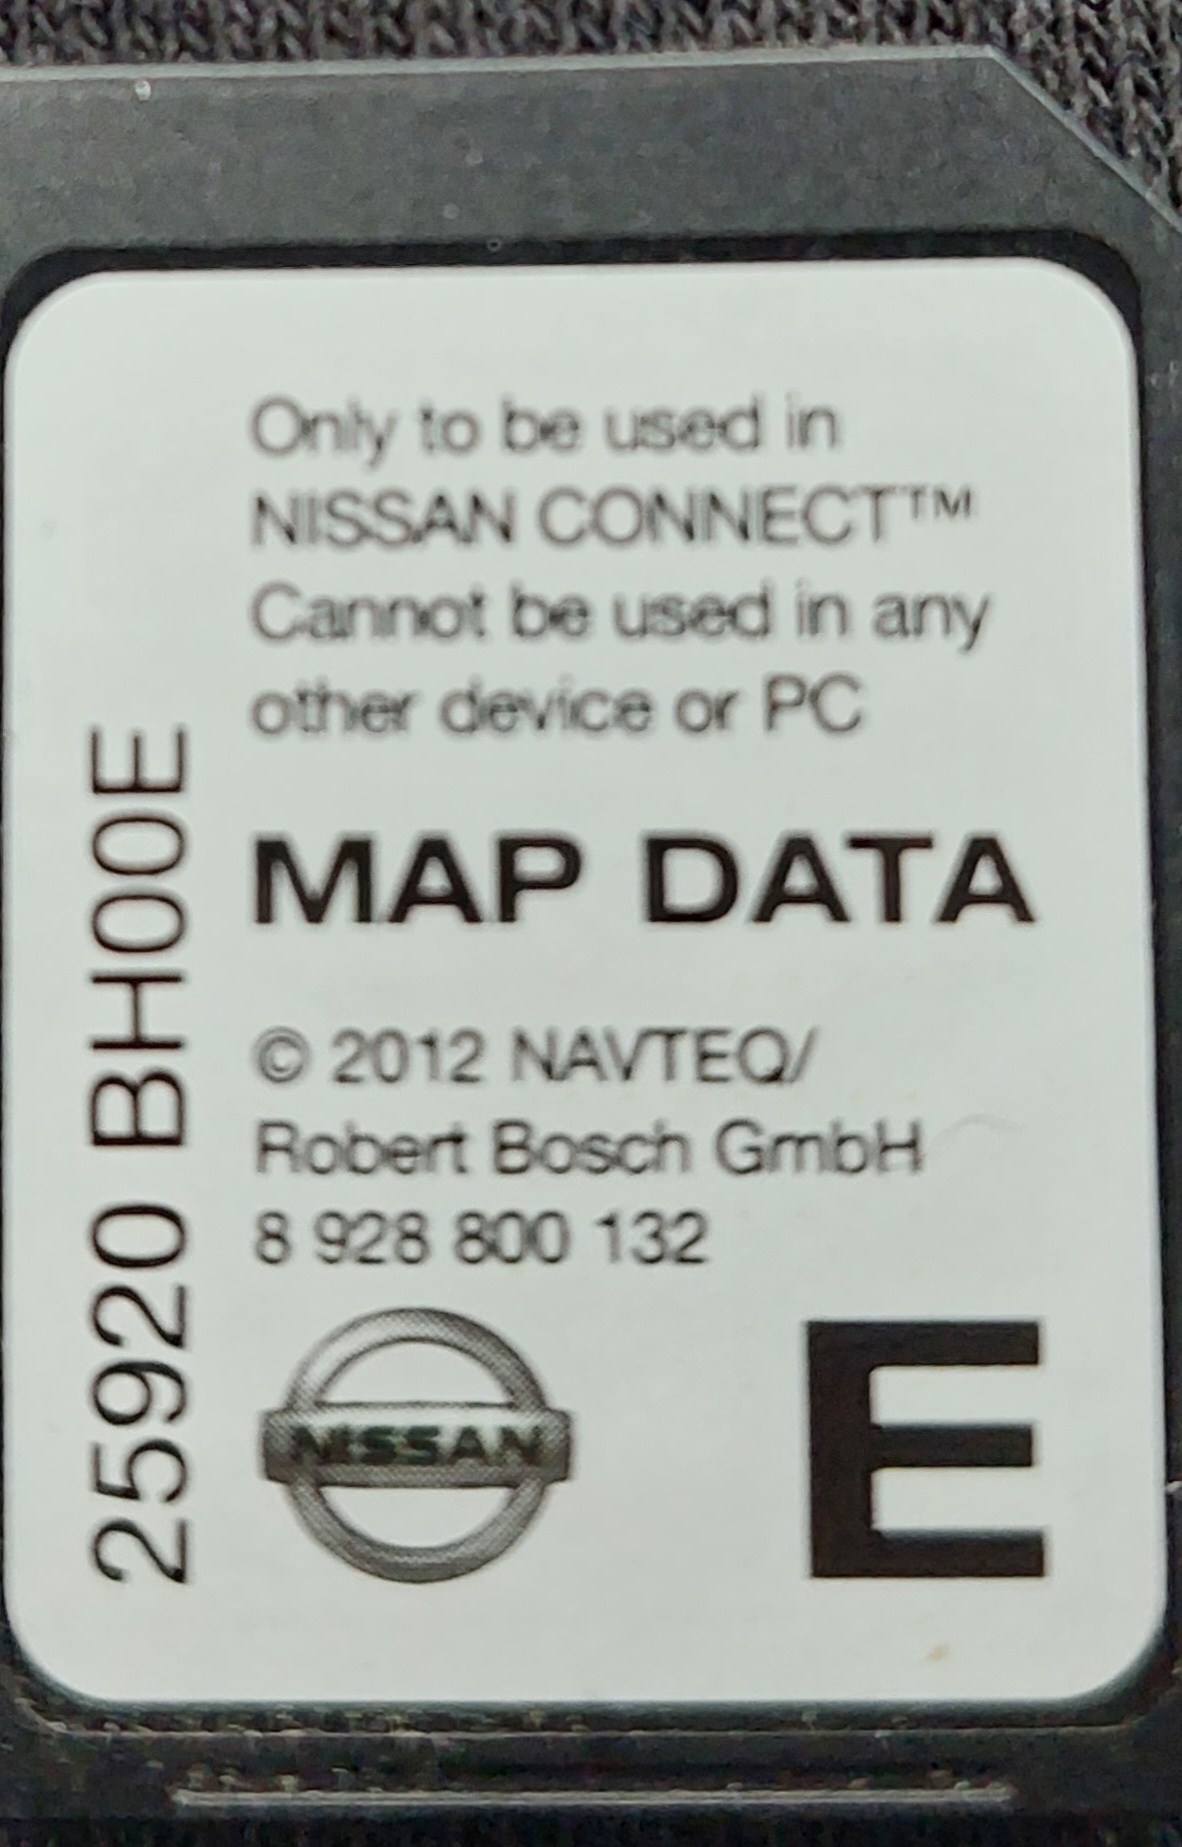 Only to be used in
NISSAN CONNECT™
Cannot be used in any
other device or PC
MAP DATA
© 2012 NAVTEQ/
Robert Bosch GmbH
8 928 800 132
NISSAN
E
25920 BH00E